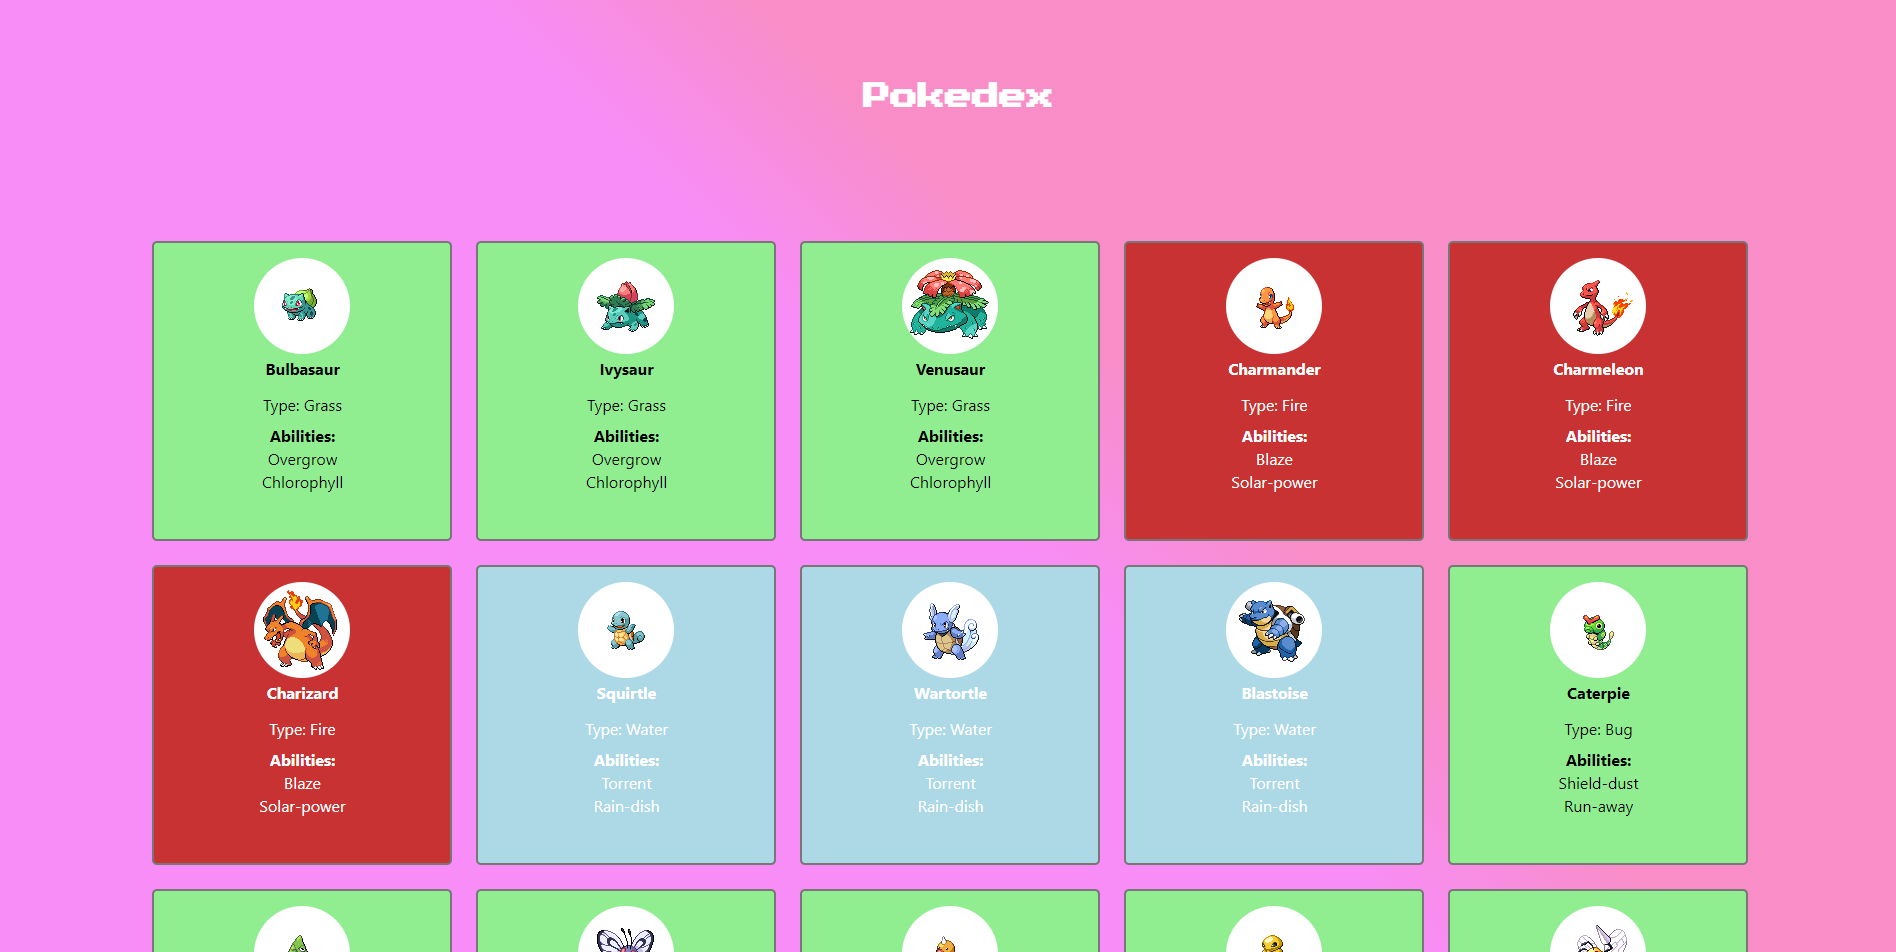 Pokedex
Bulbasaur
Type: Grass
Abilities:
Overgrow
Chlorophyll
Ivysaur
Type: Grass
Abilities:
Overgrow
Chlorophyll
Venusaur
Type: Grass
Abilities:
Overgrow
Chlorophyll
Charmander
Type: Fire
Abilities:
Blaze
Solar-power
Charmeleon
Type: Fire
Abilities:
Blaze
Solar-power
Charizard
Type: Fire
Abilities:
Blaze
Solar-power
Squirtle
Type: Water
Abilities:
Torrent
Rain-dish
Wartortle
Type: Water
Abilities:
Torrent
Rain-dish
Blastoise
Type: Water
Abilities:
Torrent
Rain-dish
Caterpie
Type: Bug
Abilities:
Shield-dust
Run-away